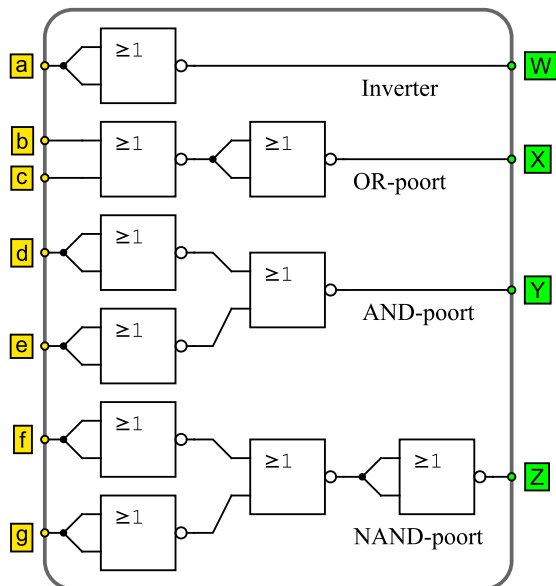 a
≥1
W
Inverter
b
c
≥1
≥1
X
OR-poort
d
≥1
≥1
Y
AND-poort
e
≥1
f
≥1
≥1
≥1
Z
NAND-poort
g
≥1